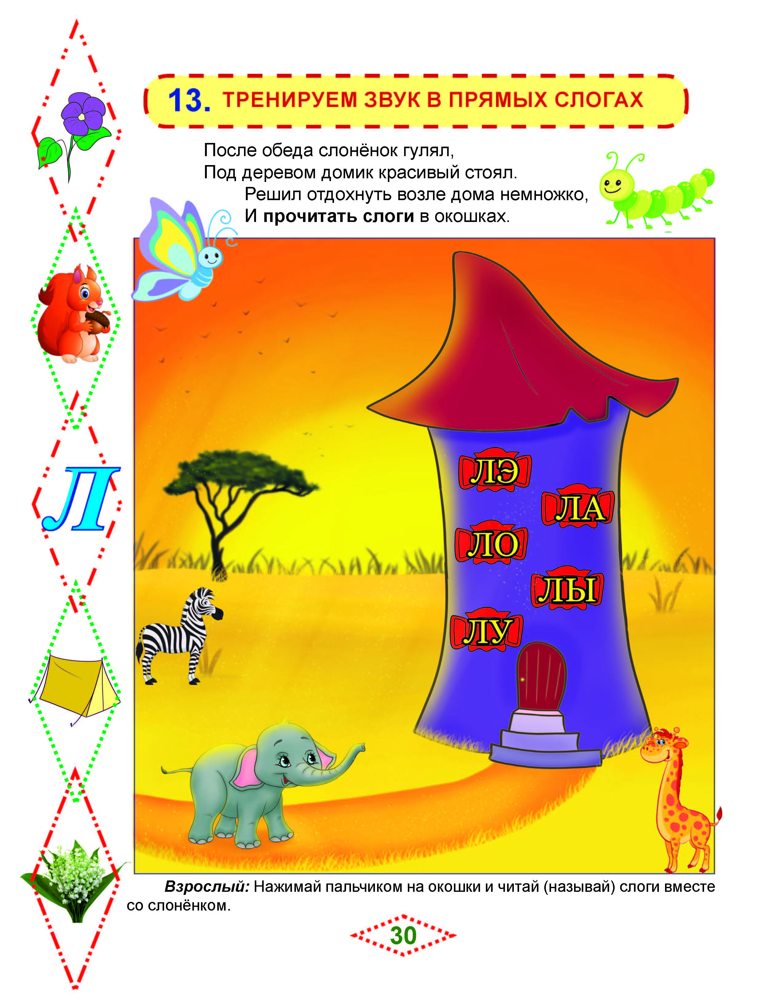 13. ТРЕНИРУЕМ ЗВУК В ПРЯМЫХ СЛОГАХ
После обеда слонёнок гулял,
Под деревом домик красивый стоял.
Решил отдохнуть возле дома немножко,
И прочитать слоги в окошках.
ЛЭ
ЛА
ЛО
ЛЫ
ЛУ
Л
Взрослый: Нажимай пальчиком на окошки и читай (называй) слоги вместе
со слонёнком.
30